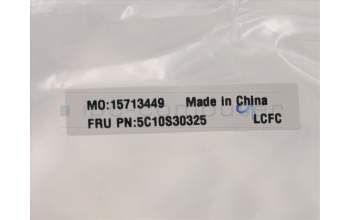 MO:15713449 Made in China
FRU PN:5C10S30325 LCFC